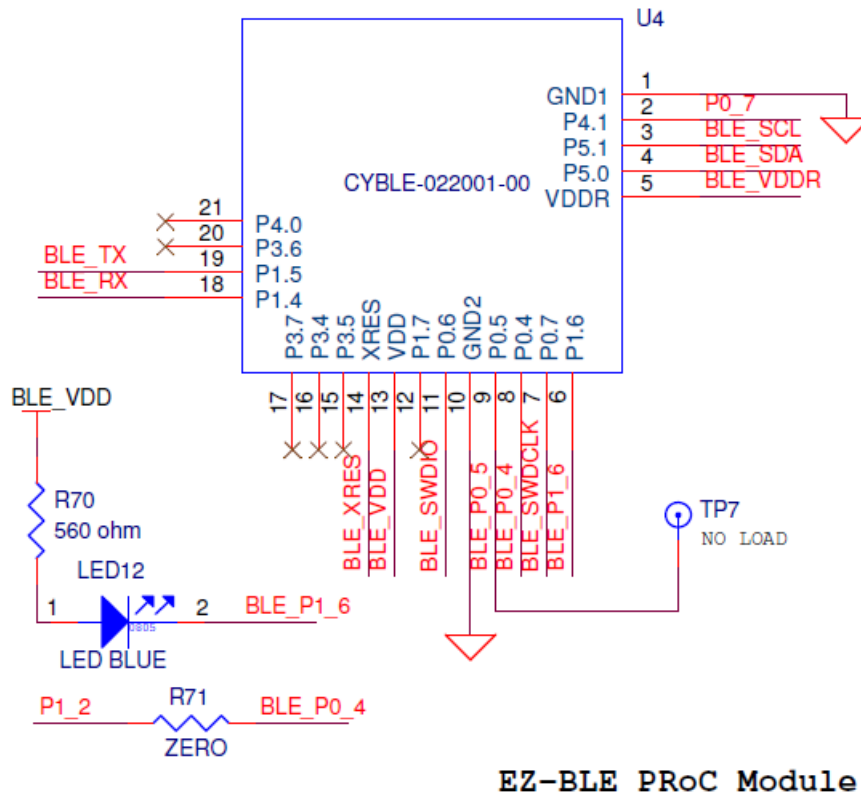 U4
CYBLE-022001-00
GND1 1
P4.1 2 P0_7
P5.1 3 BLE_SCL
P5.0 4 BLE_SDA
VDDR 5 BLE_VDDR
21 P4.0
20 P3.6
BLE_TX 19 P1.5
BLE_RX 18 P1.4
P3.7
P3.4
P3.5
XRES
VDD
P1.7
P0.6
GND2
P0.5
P0.4
P0.7
P1.6
17
16
15
14
13
12
11
10
9
8
7
6
BLE_XRES
BLE_VDD
BLE_SWDIO
BLE_P0_5
BLE_P0_4
BLE_SWDCLK
BLE_P1_6
BLE_VDD
R70
560 ohm
TP7
NO LOAD
LED12
1 2 BLE_P1_6
0805
LED BLUE
P1_2 R71 BLE_P0_4
ZERO
EZ-BLE PRoC Module